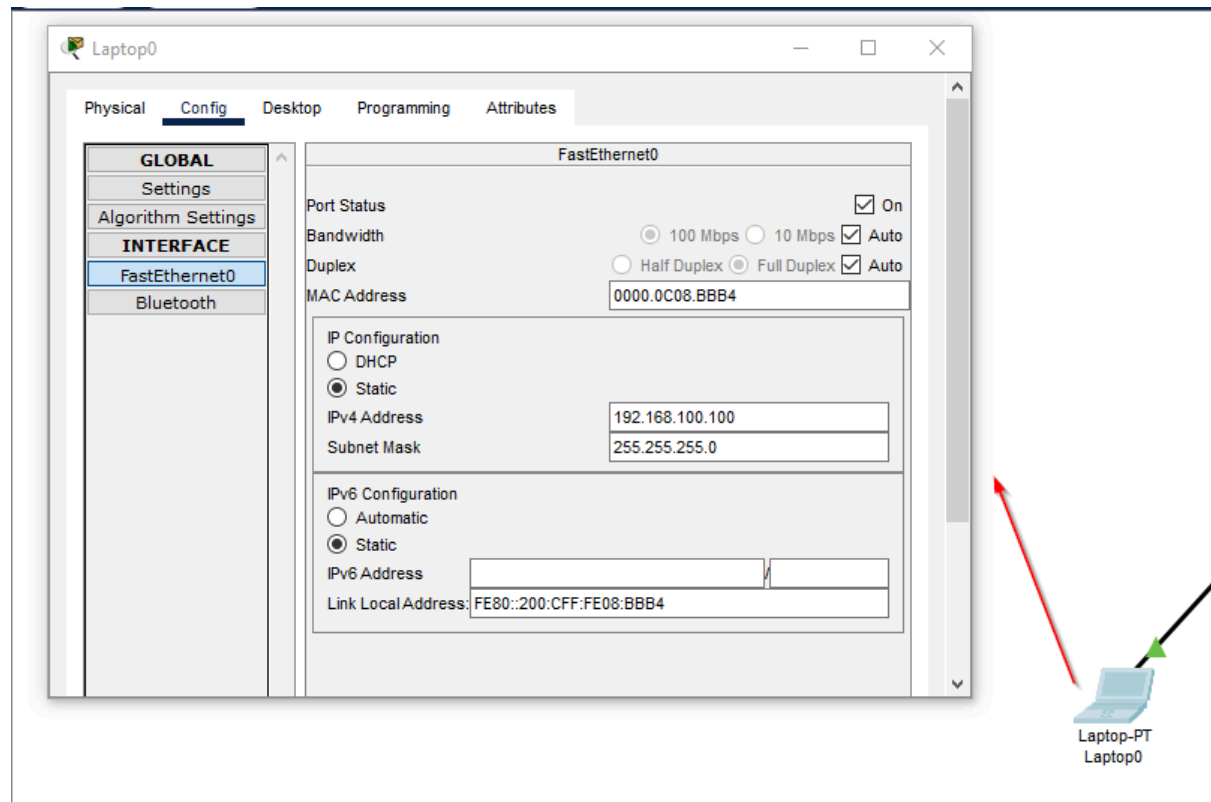 Laptop0
Physical Config Desktop Programming Attributes
GLOBAL
Settings
Algorithm Settings
INTERFACE
FastEthernet0
Bluetooth
FastEthernet0
Port Status On
Bandwidth 100 Mbps 10 Mbps Auto
Duplex Half Duplex Full Duplex Auto
MAC Address 0000.0C08.BBB4
IP Configuration
DHCP
Static
IPv4 Address 192.168.100.100
Subnet Mask 255.255.255.0
IPv6 Configuration
Automatic
Static
IPv6 Address /
Link Local Address: FE80::200:CFF:FE08:BBB4
Laptop-PT
Laptop0